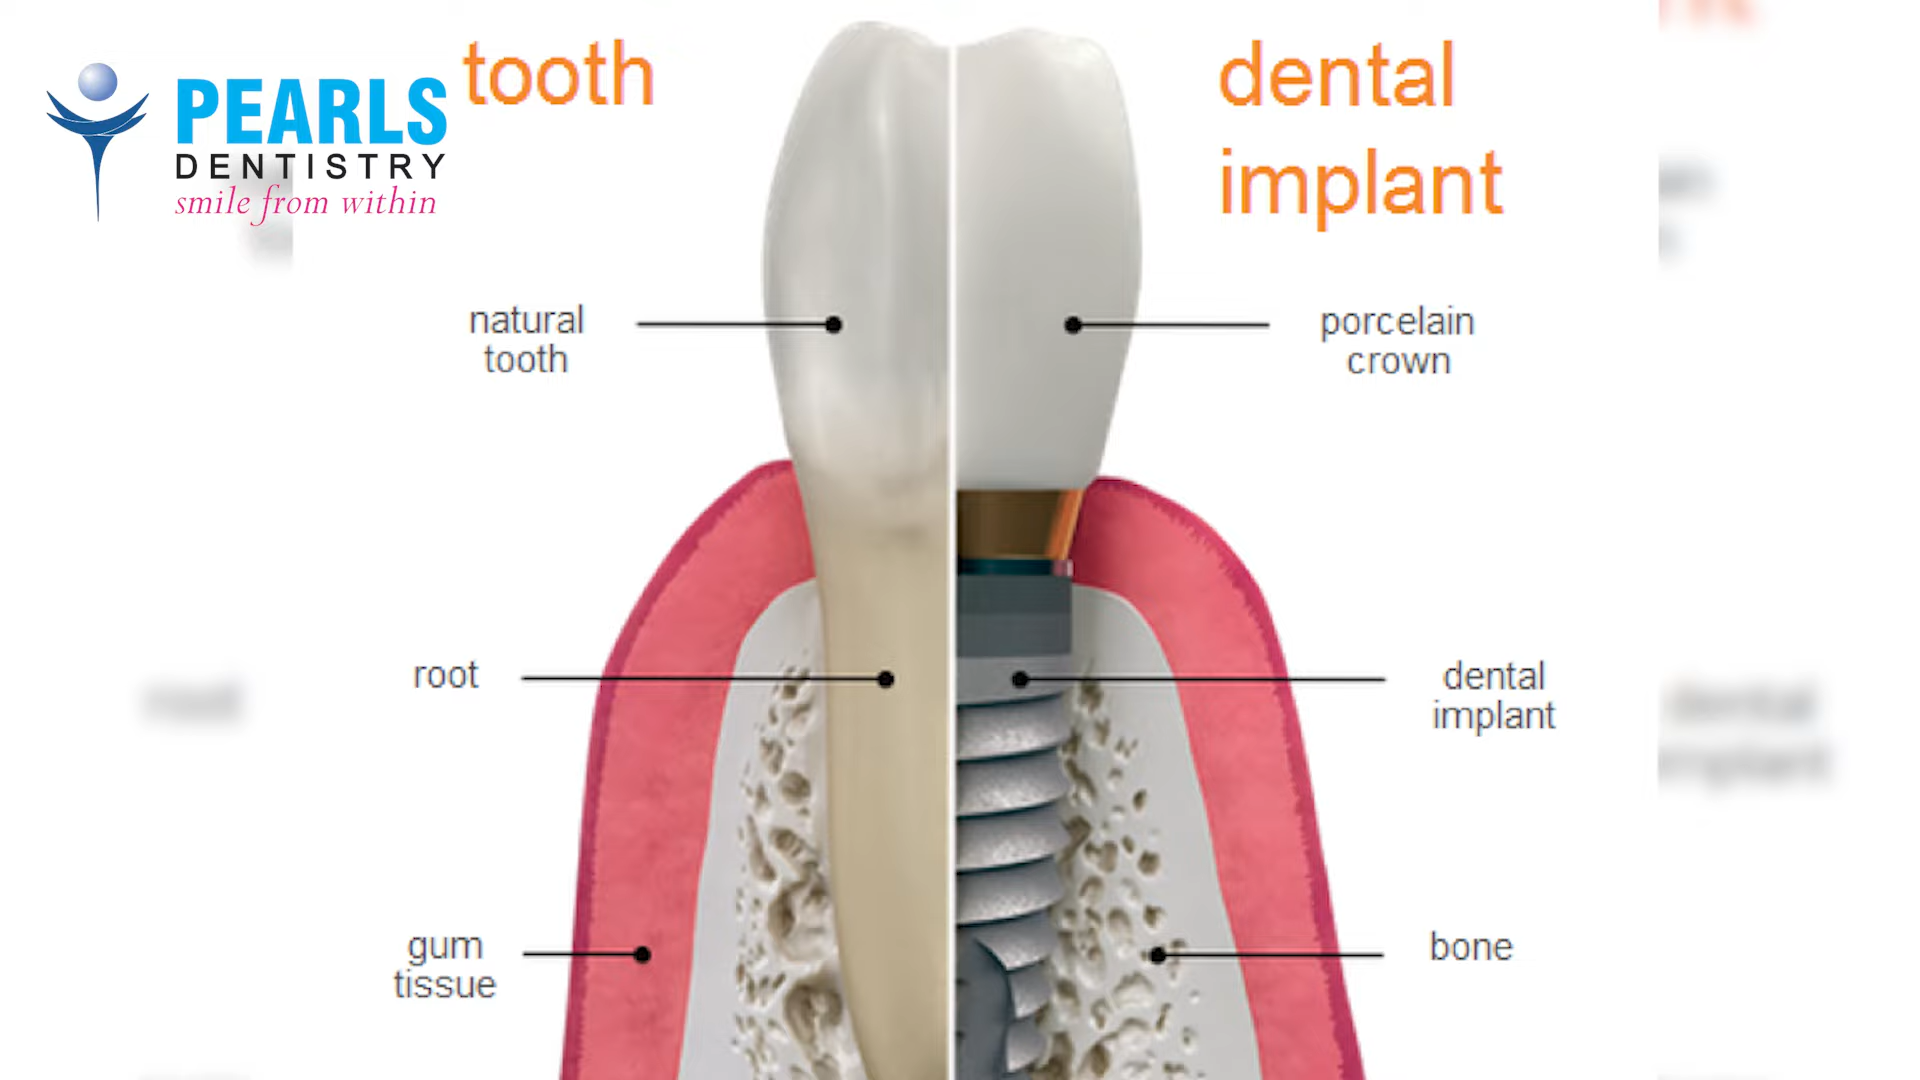 PEARLS
DENTISTRY
smile from within
tooth
dental
implant
natural
tooth
porcelain
crown
root
dental
implant
gum
tissue
bone